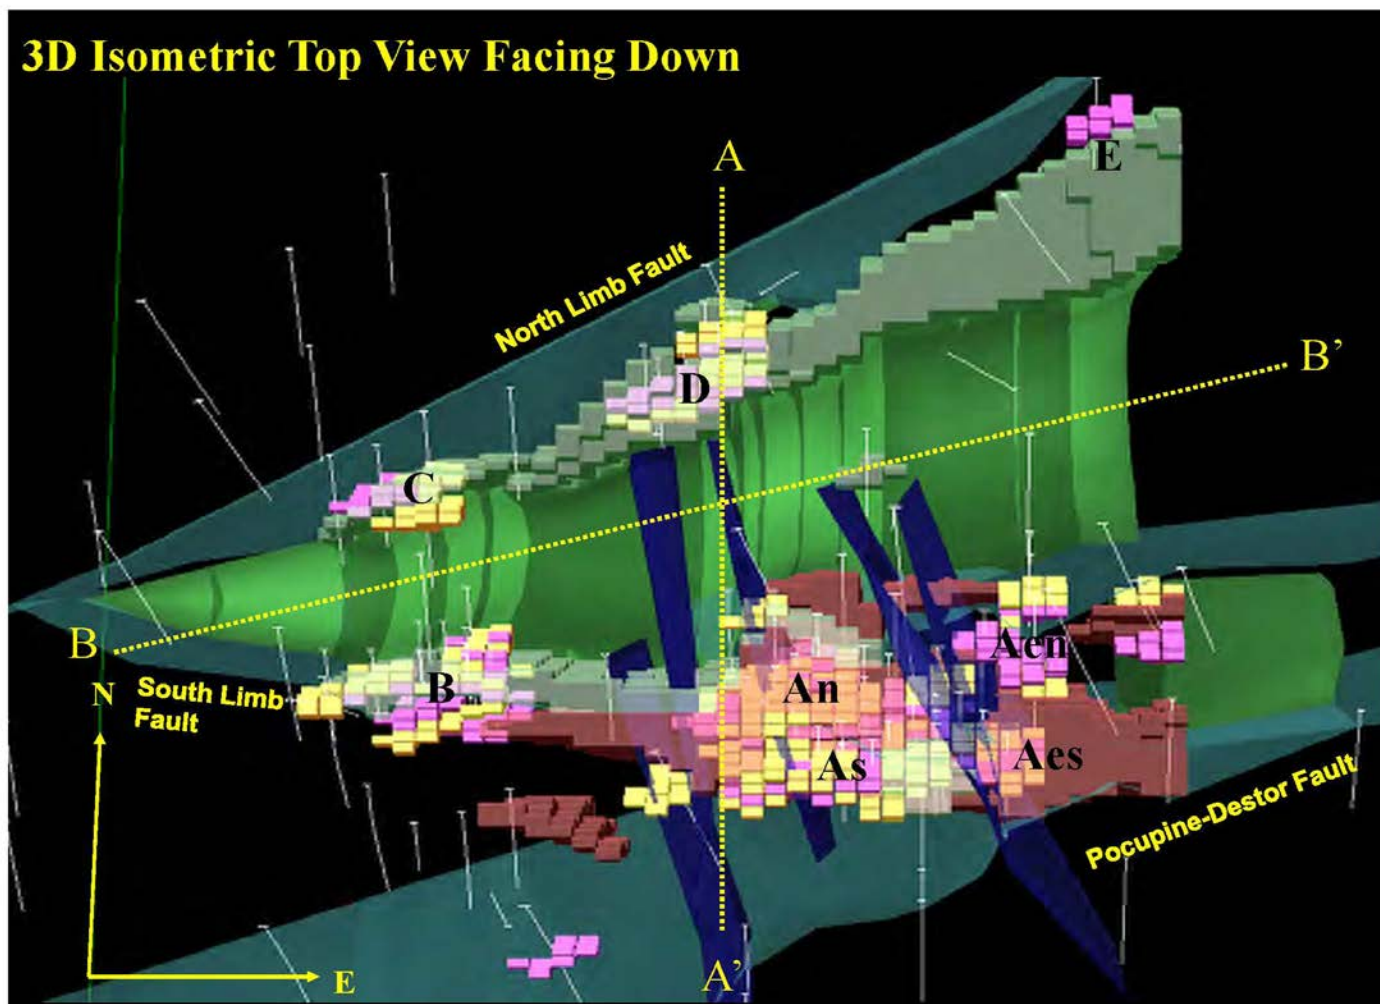 3D Isometric Top View Facing Down
A
E
North Limb Fault
B’
D
C
B
N
South Limb
Fault
B
An
Aen
As
Aes
Pocupine-Destor Fault
A’
E